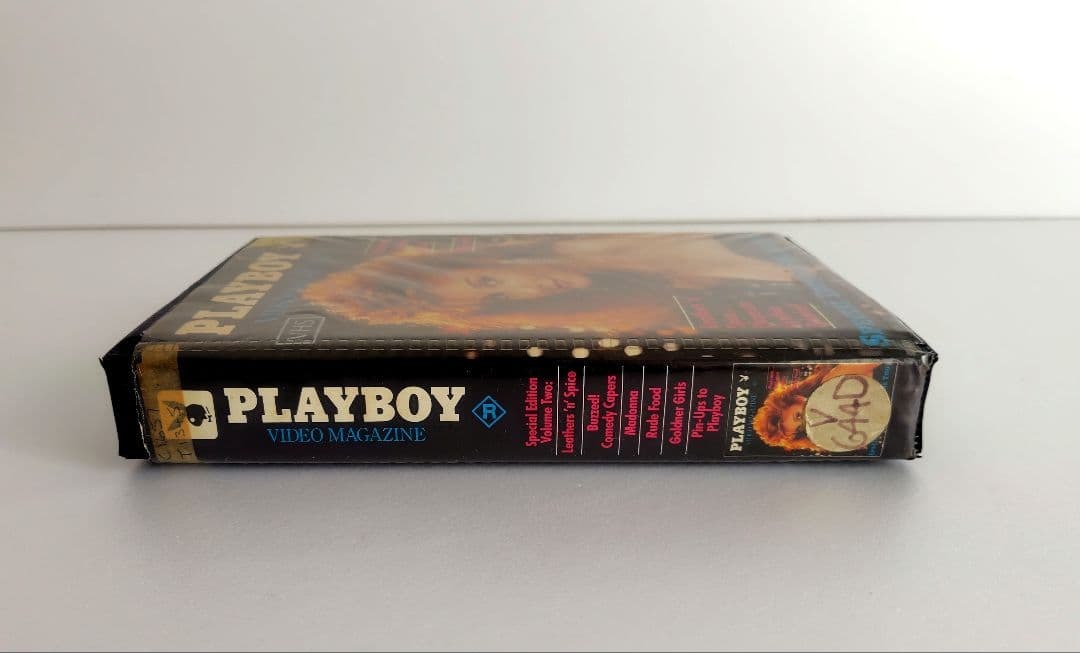 PLAYBOY
VHS
PLAYBOY
VIDEO MAGAZINE
R
Special Edition
Volume Two:
Leathers 'n' Spice
Buzzed!
Comedy Capers
Madonna
Rude Food
Goldner Girls
Pin-Ups to
Playboy
PLAYBOY
V
644D